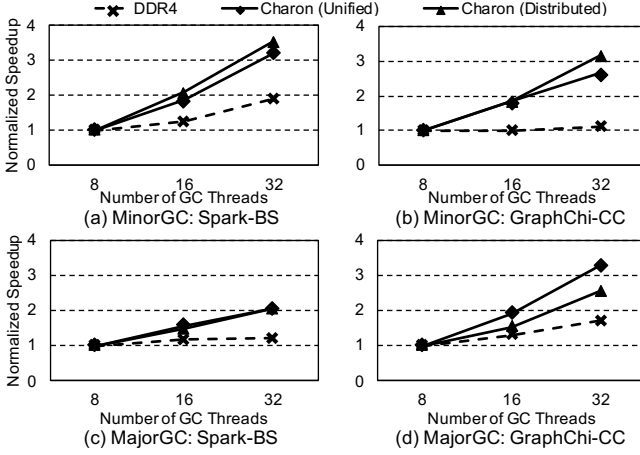 DDR4 Charon (Unified) Charon (Distributed)
Normalized Speedup
4
3
2
1
0
8 16 32
Number of GC Threads
(a) MinorGC: Spark-BS
4
3
2
1
0
8 16 32
Number of GC Threads
(b) MinorGC: GraphChi-CC
Normalized Speedup
4
3
2
1
0
8 16 32
Number of GC Threads
(c) MajorGC: Spark-BS
4
3
2
1
0
8 16 32
Number of GC Threads
(d) MajorGC: GraphChi-CC